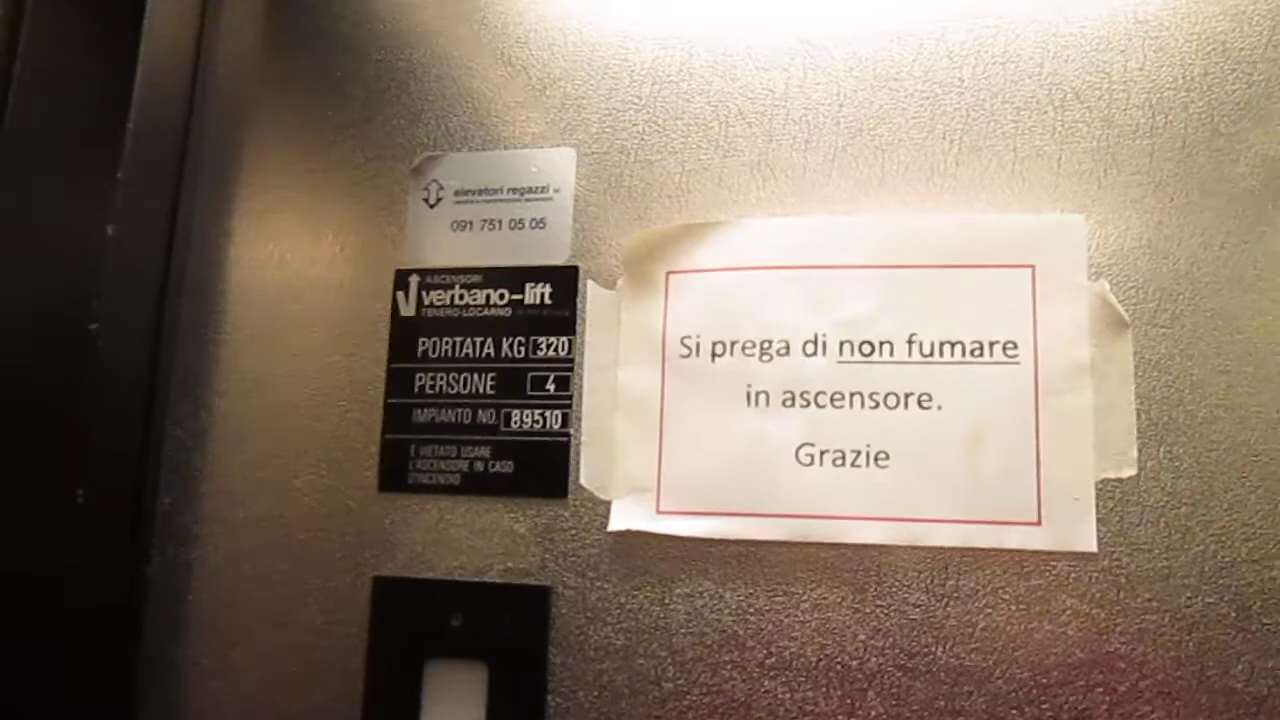 elevatori regazzi
091 751 05 05
ASCENSORI
verbano-lift
TENERO-LOCARNO
PORTATA KG 320
PERSONE 4
IMPIANTO NO. 89510
È VIETATO USARE
L'ASCENSORE IN CASO
D'INCENDIO
Si prega di non fumare
in ascensore.
Grazie